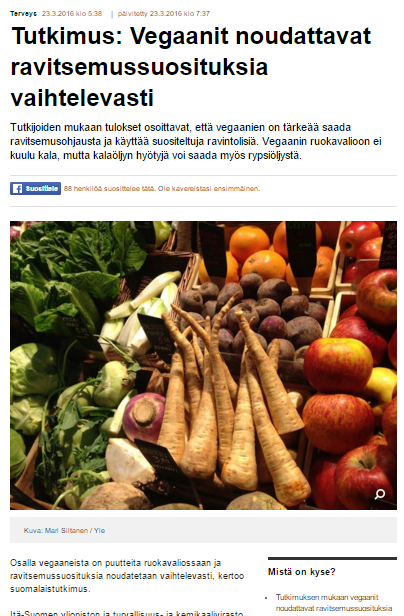 Terveys 23.3.2016 klo 5:38 | päivitetty 23.3.2016 klo 7:37
Tutkimus: Vegaanit noudattavat
ravitsemussuosituksia
vaihtelevasti
Tutkijoiden mukaan tulokset osoittavat, että vegaanien on tärkeää saada
ravitsemusohjausta ja käyttää suositeltuja ravintolisiä. Vegaanin ruokavalioon ei
kuulu kala, mutta kalaöljyn hyötyjä voi saada myös rypsiöljystä.
f Suosittele 88 henkilöä suosittelee tätä. Ole kavereistasi ensimmäinen.
Kuva: Mari Siltanen / Yle
Osalla vegaaneista on puutteita ruokavaliossaan ja
ravitsemussuosituksia noudatetaan vaihtelevasti, kertoo
suomalaistutkimus.
Mistä on kyse?
Tutkimuksen mukaan vegaanit
noudattavat ravitsemussuosituksia
Itä-Suomen yliopiston ja turvallisuus- ja kemikaalivirasto